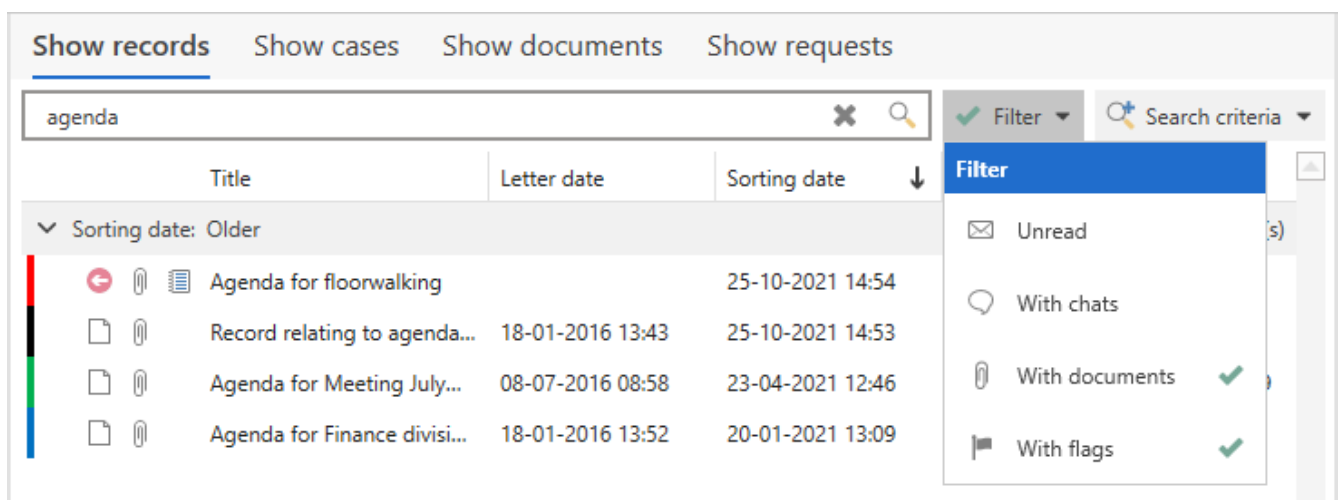 Show records Show cases Show documents Show requests
agenda Filter Search criteria
Title Letter date Sorting date Filter
Sorting date: Older Unread (s)
Agenda for floorwalking 25-10-2021 14:54
With chats
Record relating to agenda... 18-01-2016 13:43 25-10-2021 14:53
Agenda for Meeting July... 08-07-2016 08:58 23-04-2021 12:46 With documents
Agenda for Finance divisi... 18-01-2016 13:52 20-01-2021 13:09 With flags